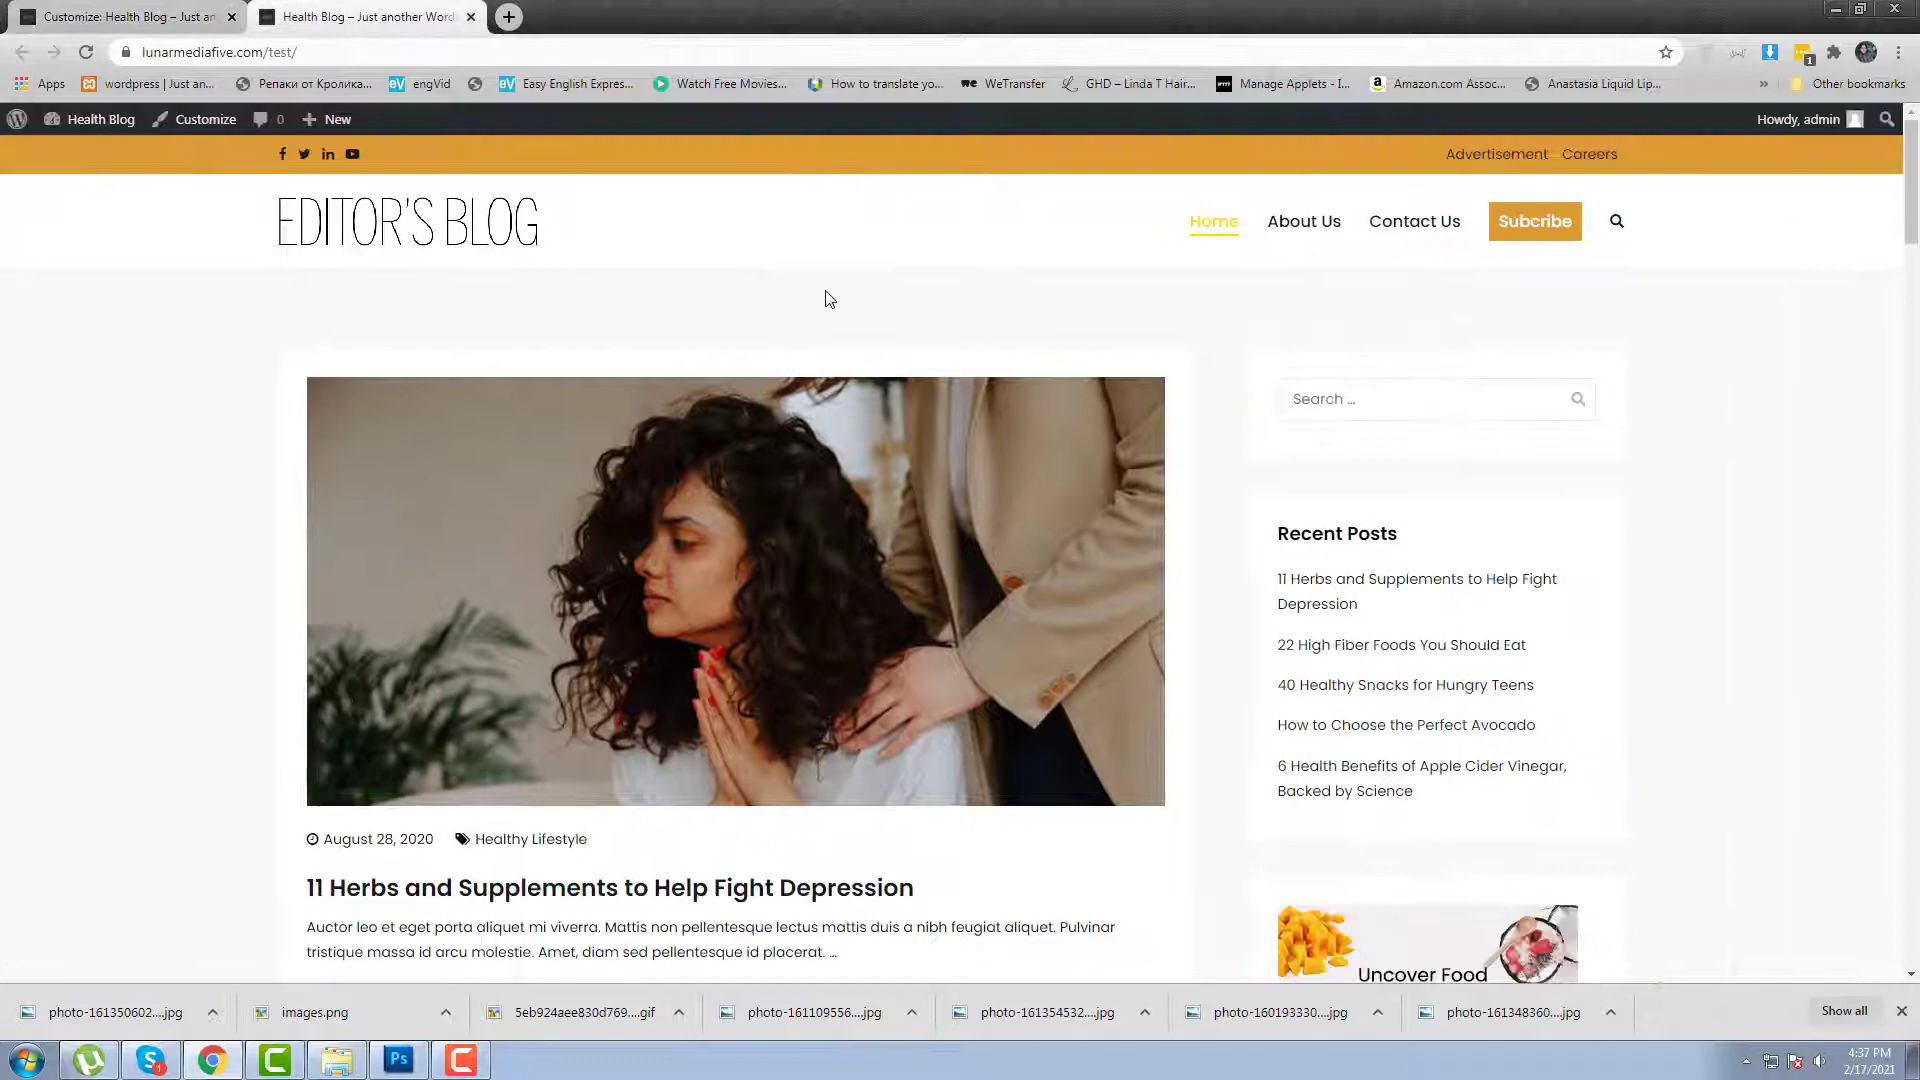 Customize: Health Blog – Just an
Health Blog – Just another Word
lunarmediafive.com/test/
Apps
wordpress | Just an...
Репаки от Кролика...
engVid
Easy English Expres...
Watch Free Movies...
How to translate yo...
WeTransfer
GHD – Linda T Hair...
Manage Applets - I...
Amazon.com Assoc...
Anastasia Liquid Lip...
»
Other bookmarks
Health Blog
Customize
0
New
Howdy, admin
Advertisement
Careers
EDITOR'S BLOG
Home
About Us
Contact Us
Subcribe
Search …
Recent Posts
11 Herbs and Supplements to Help Fight
Depression
22 High Fiber Foods You Should Eat
40 Healthy Snacks for Hungry Teens
How to Choose the Perfect Avocado
6 Health Benefits of Apple Cider Vinegar,
Backed by Science
August 28, 2020
Healthy Lifestyle
11 Herbs and Supplements to Help Fight Depression
Auctor leo et eget porta aliquet mi viverra. Mattis non pellentesque lectus mattis duis a nibh feugiat aliquet. Pulvinar
tristique massa id arcu molestie. Amet, diam sed pellentesque id placerat. …
Uncover Food
photo-161350602....jpg
images.png
5eb924aee830d769....gif
photo-161109556....jpg
photo-161354532....jpg
photo-160193330....jpg
photo-161348360....jpg
Show all
4:37 PM
2/17/2021